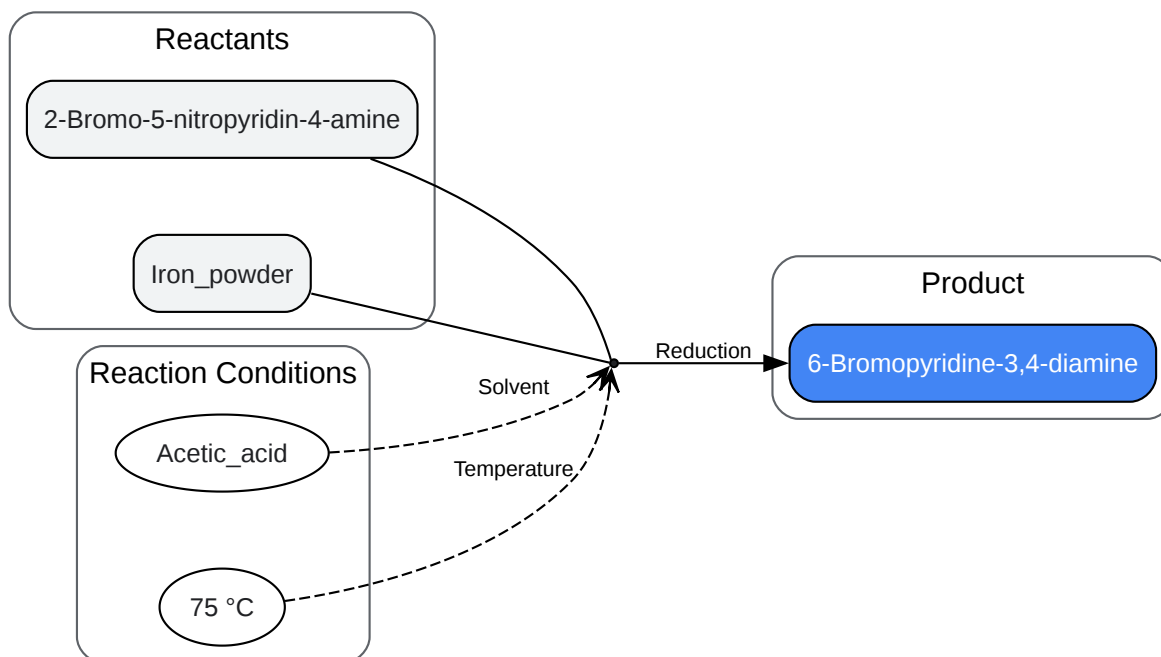 Reactants
2-Bromo-5-nitropyridin-4-amine
Iron_powder
Reaction Conditions
Acetic_acid
75 °C
Solvent
Temperature
Reduction
Product
6-Bromopyridine-3,4-diamine